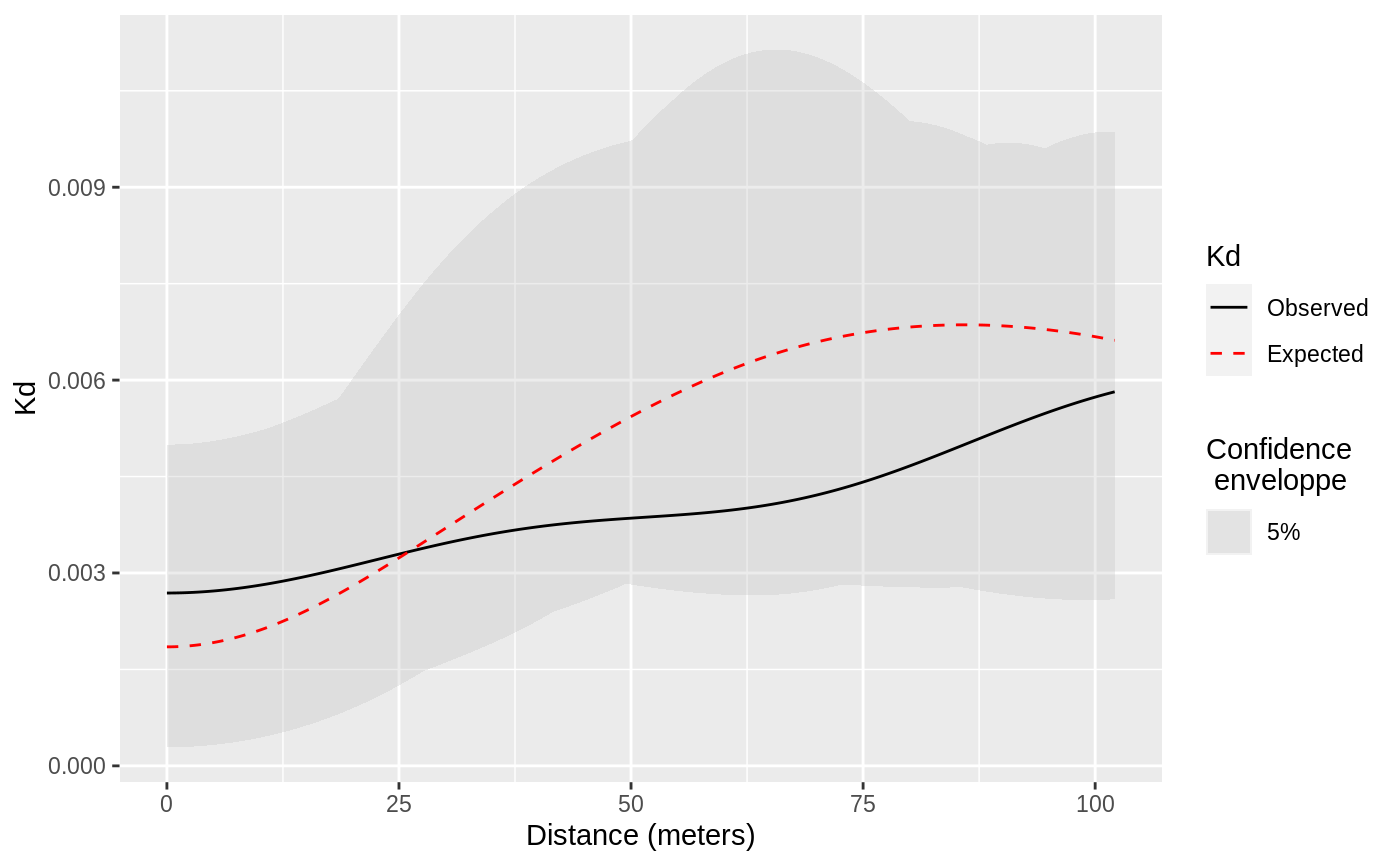 Kd
0.009
0.006
0.003
0.000
0
25
50
75
100
Distance (meters)
Kd
Observed
Expected
Confidence
enveloppe
5%